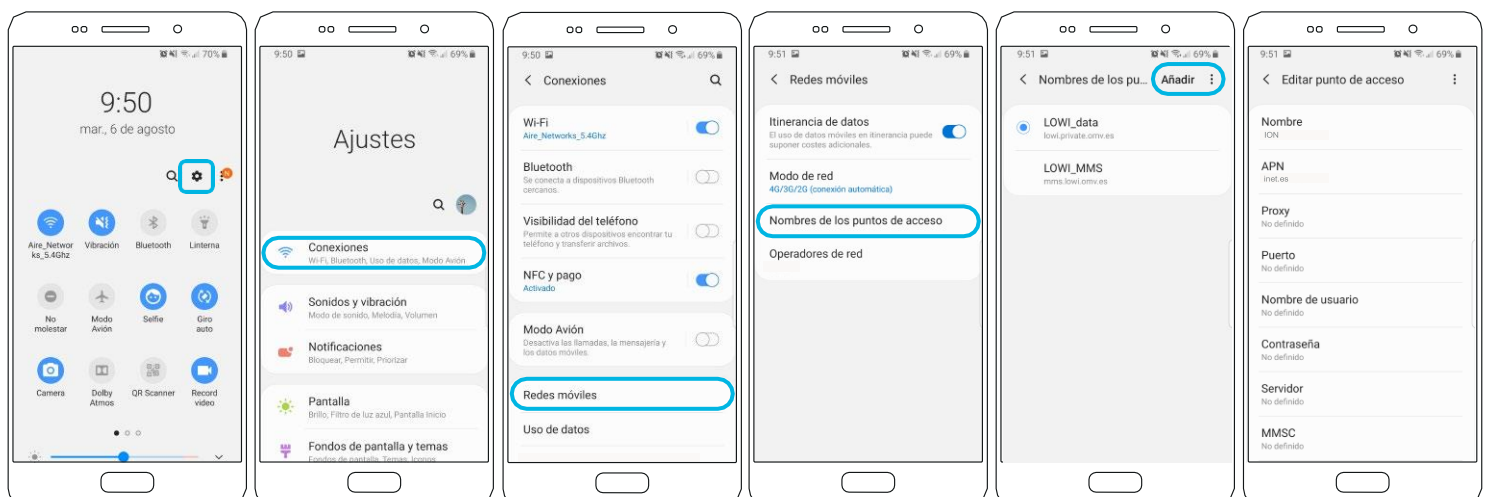 70%
9:50
mar., 6 de agosto
N
Aire_Networ
ks_5.4Ghz
Vibración
Bluetooth
Linterna
No
molestar
Modo
Avión
Selfie
Giro
auto
Camera
Dolby
Atmos
QR Scanner
Record
video
9:50
69%
Ajustes
Conexiones
Wi-Fi, Bluetooth, Uso de datos, Modo Avión
Sonidos y vibración
Modo de sonido, Melodía, Volumen
Notificaciones
Bloquear, Permitir, Priorizar
Pantalla
Brillo, Filtro de luz azul, Pantalla Inicio
Fondos de pantalla y temas
Fondos de pantalla, Temas, Iconos
9:50
69%
Conexiones
Wi-Fi
Aire_Networks_5.4Ghz
Bluetooth
Se conecta a dispositivos Bluetooth
cercanos.
Visibilidad del teléfono
Permite a otros dispositivos encontrar tu
teléfono y transferir archivos.
NFC y pago
Activado
Modo Avión
Desactiva las llamadas, la mensajería y
los datos móviles.
Redes móviles
Uso de datos
9:51
69%
Redes móviles
Itinerancia de datos
El uso de datos móviles en itinerancia puede
suponer costes adicionales.
Modo de red
4G/3G/2G (conexión automática)
Nombres de los puntos de acceso
Operadores de red
9:51
69%
Nombres de los pu... Añadir
LOWI_data
lowi.private.omv.es
LOWI_MMS
mms.lowi.omv.es
9:51
69%
Editar punto de acceso
Nombre
ION
APN
inet.es
Proxy
No definido
Puerto
No definido
Nombre de usuario
No definido
Contraseña
No definido
Servidor
No definido
MMSC
No definido